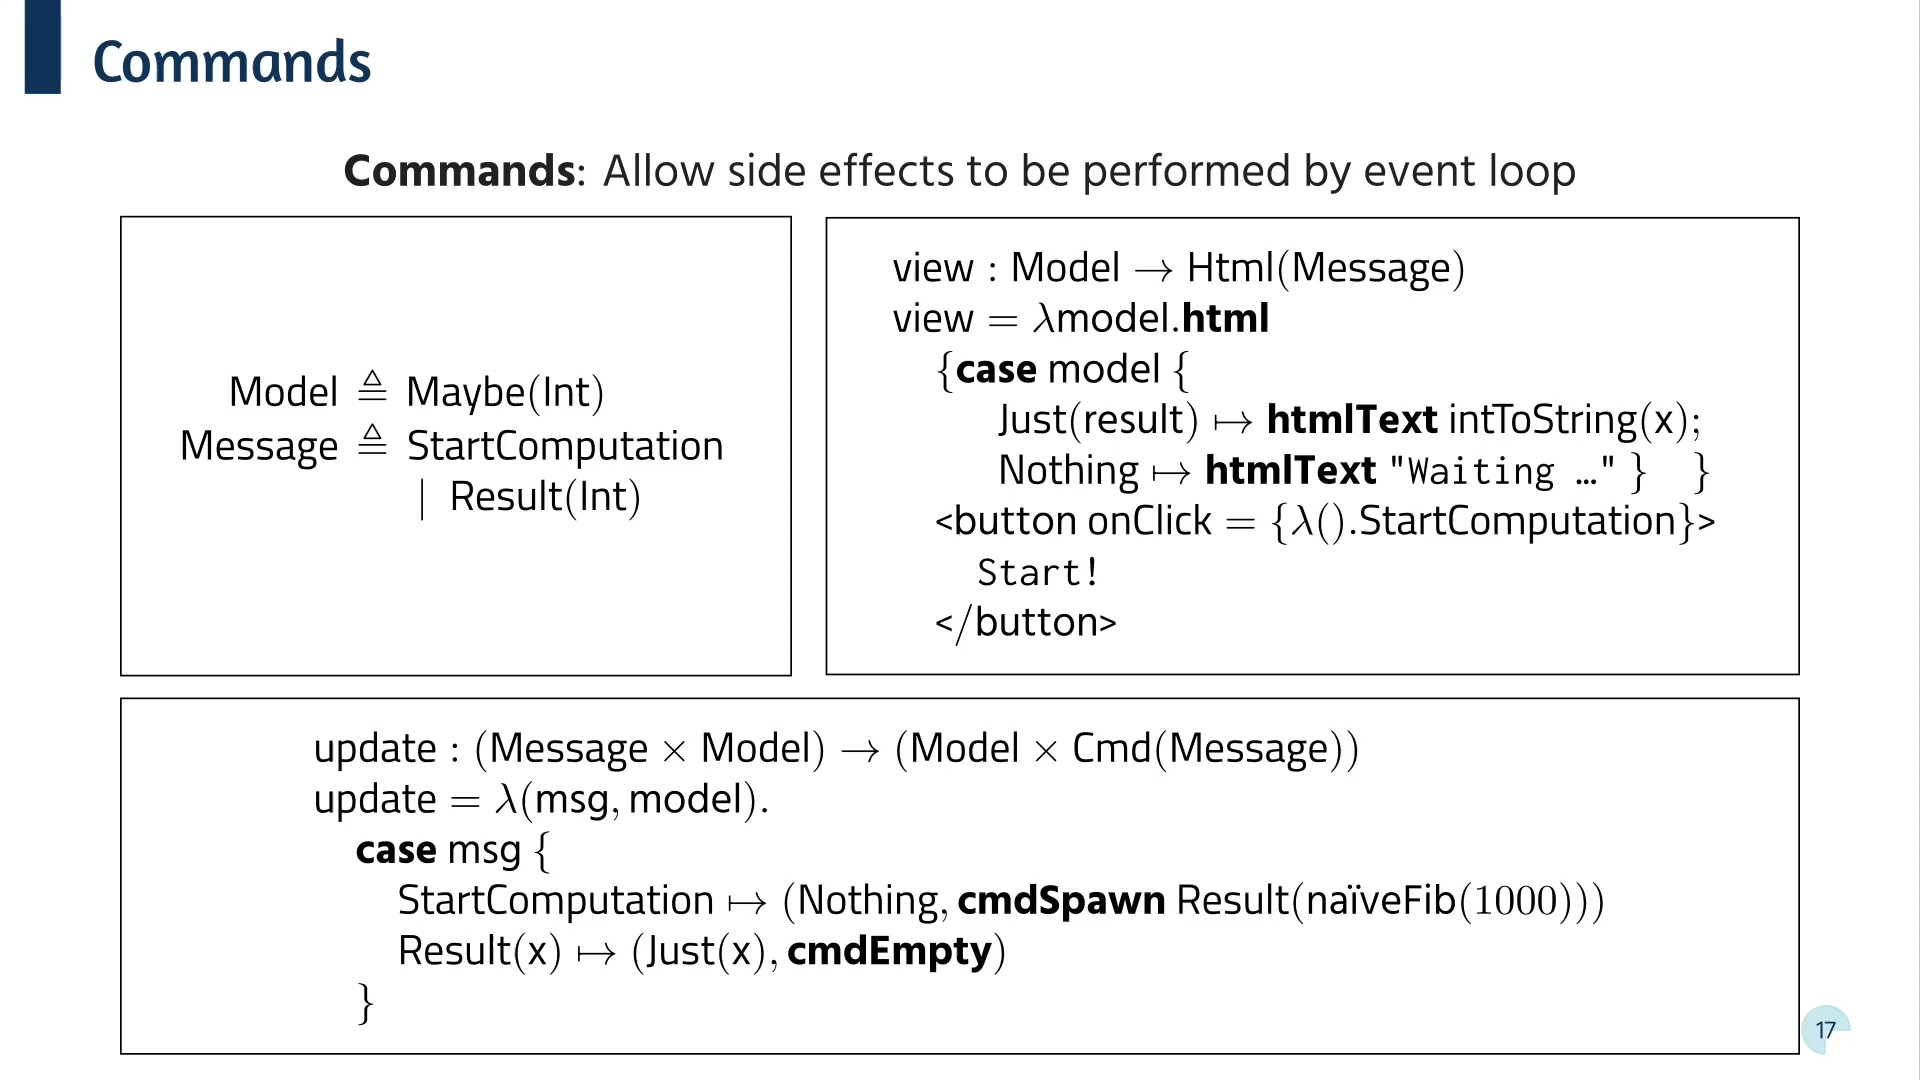 Commands
Commands: Allow side effects to be performed by event loop
Model ≜ Maybe(Int)
Message ≜ StartComputation
| Result(Int)
view : Model → Html(Message)
view = λmodel.html
{case model {
Just(result) ↦ htmlText intToString(x);
Nothing ↦ htmlText "Waiting …" } }
<button onClick = {λ().StartComputation}>
Start!
</button>
update : (Message × Model) → (Model × Cmd(Message))
update = λ(msg, model).
case msg {
StartComputation ↦ (Nothing, cmdSpawn Result(naïveFib(1000)))
Result(x) ↦ (Just(x), cmdEmpty)
}
17